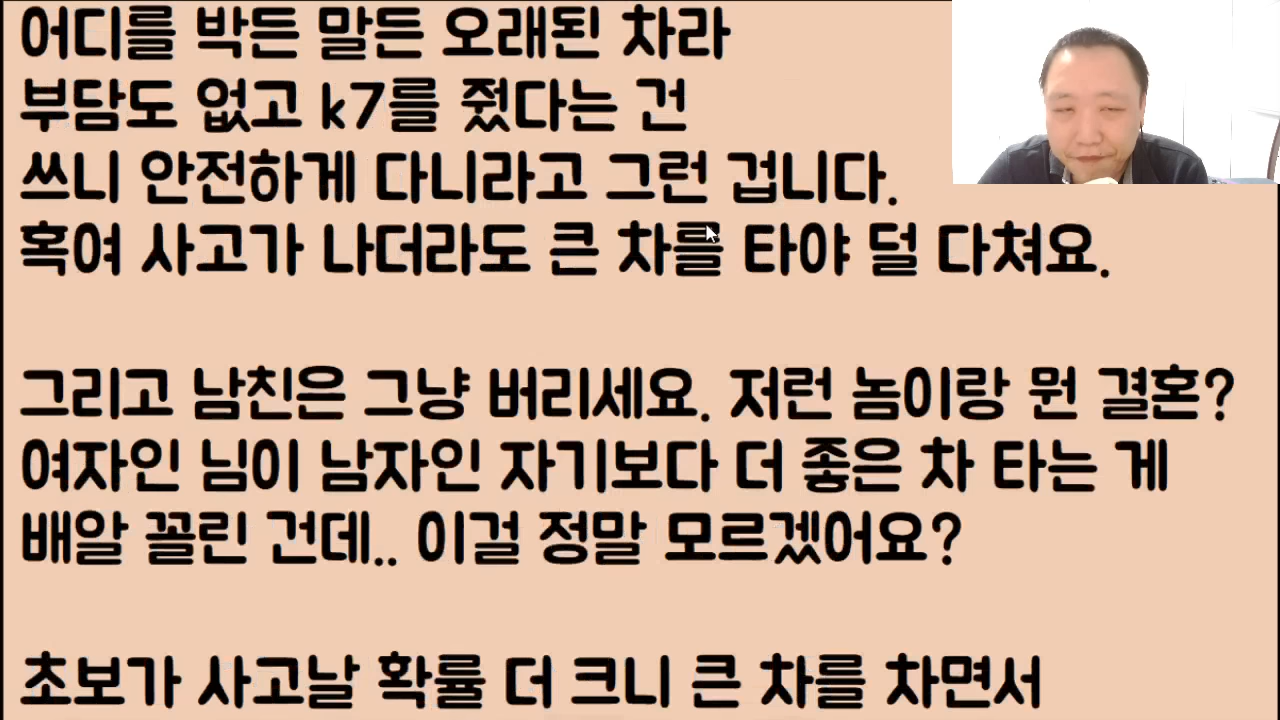 어디를 박든 말든 오래된 차라
부담도 없고 k7를 줬다는 건
쓰니 안전하게 다니라고 그런 겁니다.
혹여 사고가 나더라도 큰 차를 타야 덜 다쳐요.
그리고 남친은 그냥 버리세요. 저런 놈이랑 뭔 결혼?
여자인 님이 남자인 자기보다 더 좋은 차 타는 게
배알 꼴린 건데.. 이걸 정말 모르겠어요?
초보가 사고날 확률 더 크니 큰 차를 차면서